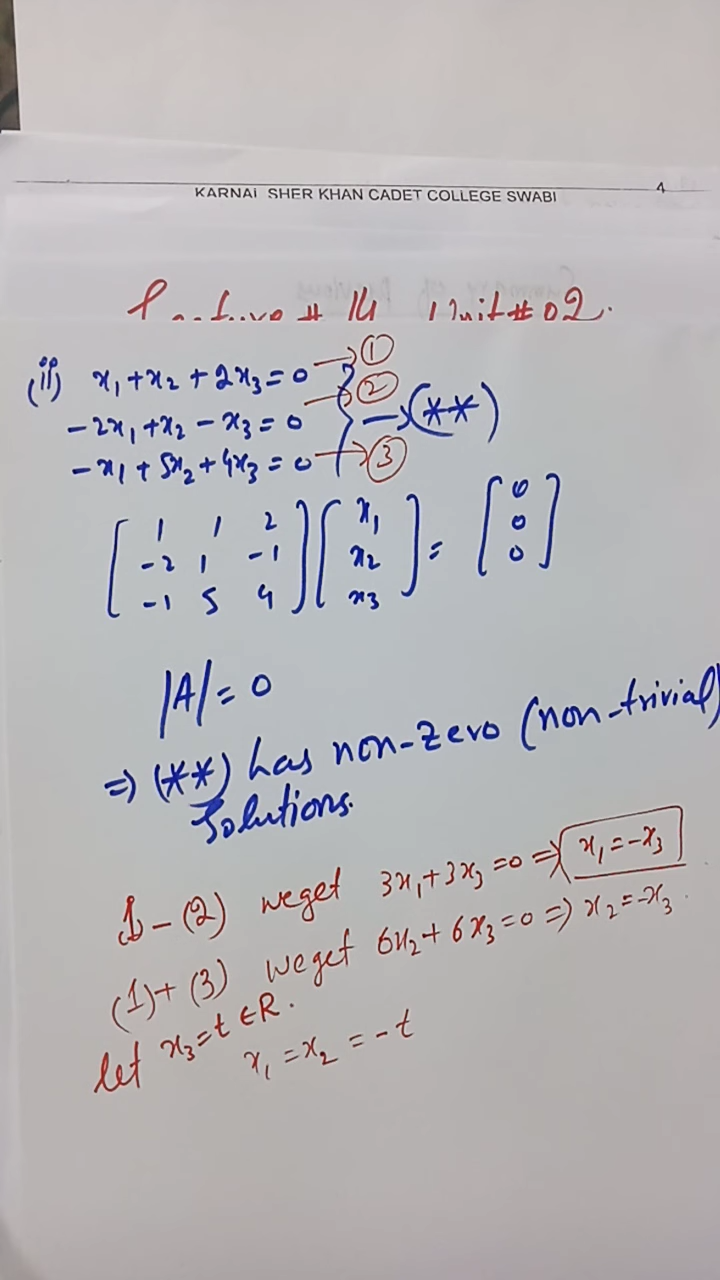 KARNAL SHER KHAN CADET COLLEGE SWABI 4
# 14 Unit # 02.
(ii) x₁ + x₂ + 2x₃ = 0 → ①
-2x₁ + x₂ - x₃ = 0 → ② → (**)
-x₁ + 5x₂ + 4x₃ = 0 → ③
[1 1 2] [x₁] = [0]
[-2 1 -1] [x₂] [0]
[-1 5 4] [x₃] [0]
|A| = 0
⇒ (**) has non-zero (non-trivial)
Solutions.
1 - (2) we get 3x₁ + 3x₃ = 0 ⇒ x₁ = -x₃
(1) + (3) we get 6x₂ + 6x₃ = 0 ⇒ x₂ = -x₃.
let x₃ = t ∈ R.
x₁ = x₂ = -t